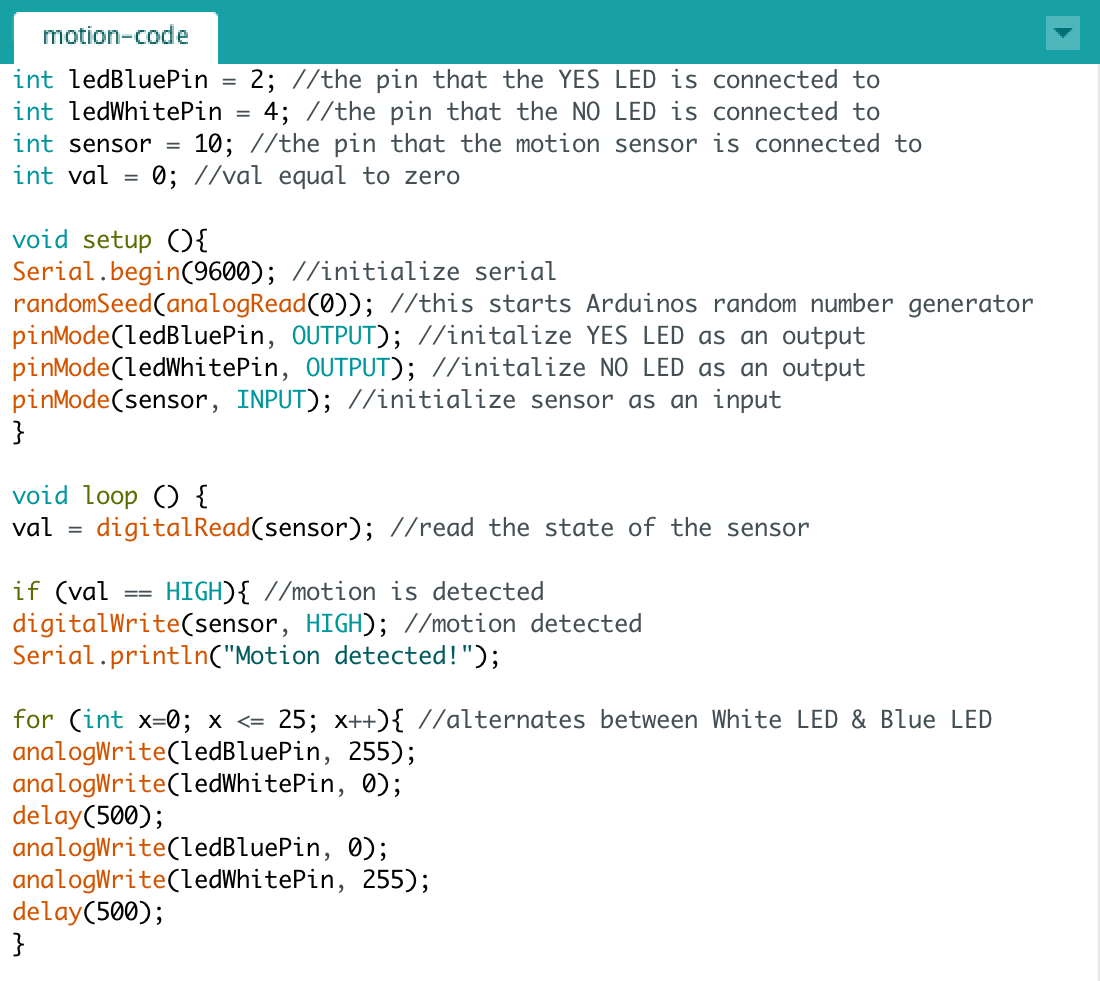 motion-code
int ledBluePin = 2; //the pin that the YES LED is connected to
int ledWhitePin = 4; //the pin that the NO LED is connected to
int sensor = 10; //the pin that the motion sensor is connected to
int val = 0; //val equal to zero
void setup (){
Serial.begin(9600); //initialize serial
randomSeed(analogRead(0)); //this starts Arduinos random number generator
pinMode(ledBluePin, OUTPUT); //initalize YES LED as an output
pinMode(ledWhitePin, OUTPUT); //initalize NO LED as an output
pinMode(sensor, INPUT); //initialize sensor as an input
}
void loop () {
val = digitalRead(sensor); //read the state of the sensor
if (val == HIGH){ //motion is detected
digitalWrite(sensor, HIGH); //motion detected
Serial.println("Motion detected!");
for (int x=0; x <= 25; x++){ //alternates between White LED & Blue LED
analogWrite(ledBluePin, 255);
analogWrite(ledWhitePin, 0);
delay(500);
analogWrite(ledBluePin, 0);
analogWrite(ledWhitePin, 255);
delay(500);
}